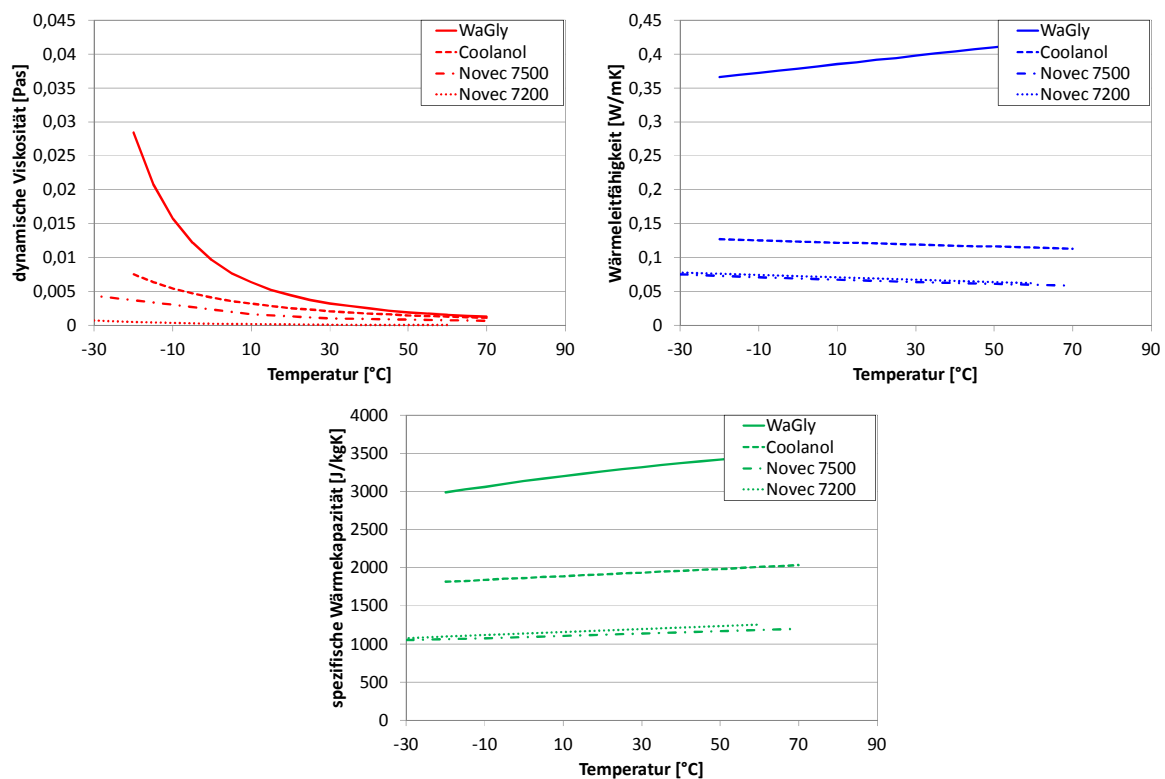 dynamische Viskosität [Pas]
0,045
0,04
0,035
0,03
0,025
0,02
0,015
0,01
0,005
0
-30 -10 10 30 50 70 90
Temperatur [°C]
WaGly
Coolanol
Novec 7500
Novec 7200
Wärmeleitfähigkeit [W/mK]
0,45
0,4
0,35
0,3
0,25
0,2
0,15
0,1
0,05
0
-30 -10 10 30 50 70 90
Temperatur [°C]
WaGly
Coolanol
Novec 7500
Novec 7200
spezifische Wärmekapazität [J/kgK]
4000
3500
3000
2500
2000
1500
1000
500
0
-30 -10 10 30 50 70 90
Temperatur [°C]
WaGly
Coolanol
Novec 7500
Novec 7200